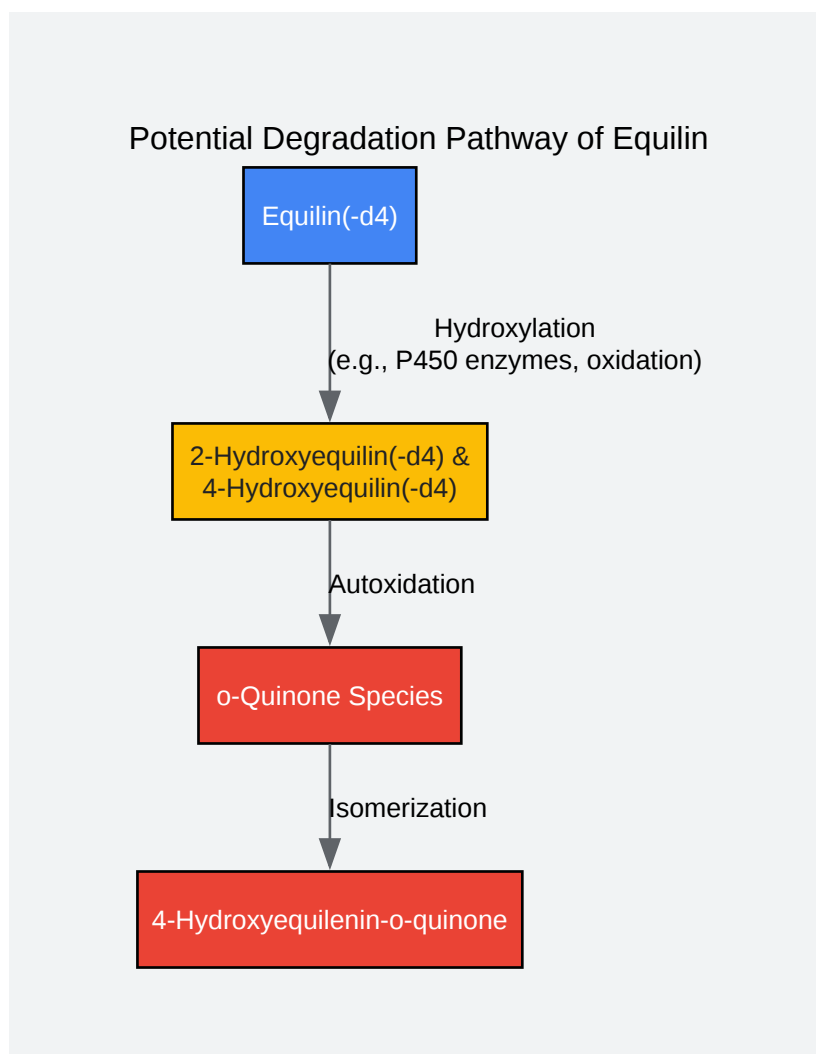 Potential Degradation Pathway of Equilin
Equilin(-d4)
Hydroxylation
(e.g., P450 enzymes, oxidation)
2-Hydroxyequilin(-d4) &
4-Hydroxyequilin(-d4)
Autoxidation
o-Quinone Species
Isomerization
4-Hydroxyequilenin-o-quinone